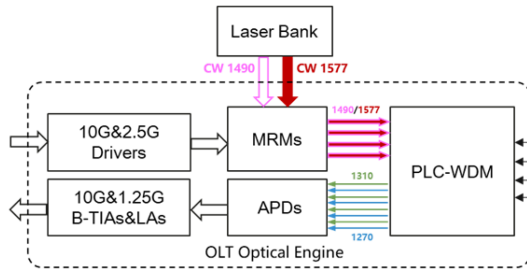 Laser Bank
CW 1490
CW 1577
10G&2.5G
Drivers
MRMs
1490/1577
PLC-WDM
10G&1.25G
B-TIAs&LAs
APDs
1310
1270
OLT Optical Engine